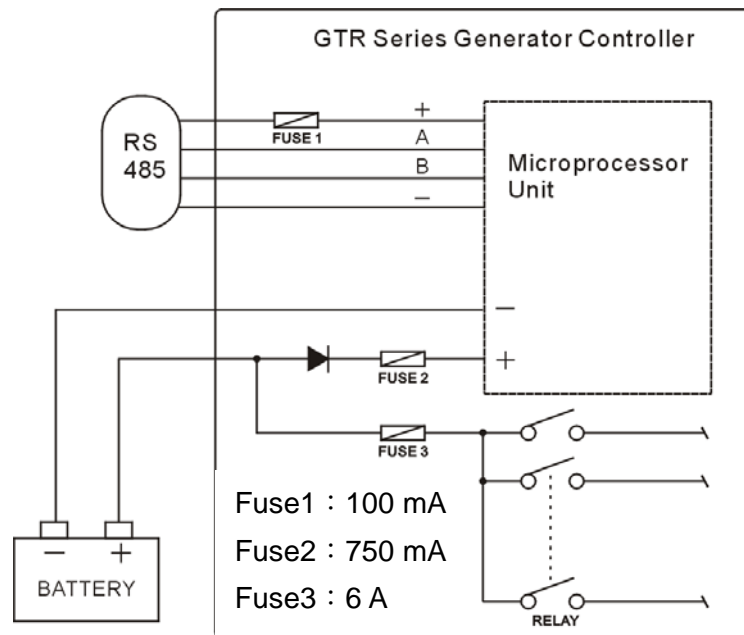 GTR Series Generator Controller
RS
485
FUSE 1
+
A
B
−
Microprocessor
Unit
−
+
FUSE 2
FUSE 3
− +
BATTERY
Fuse1：100 mA
Fuse2：750 mA
Fuse3：6 A
RELAY